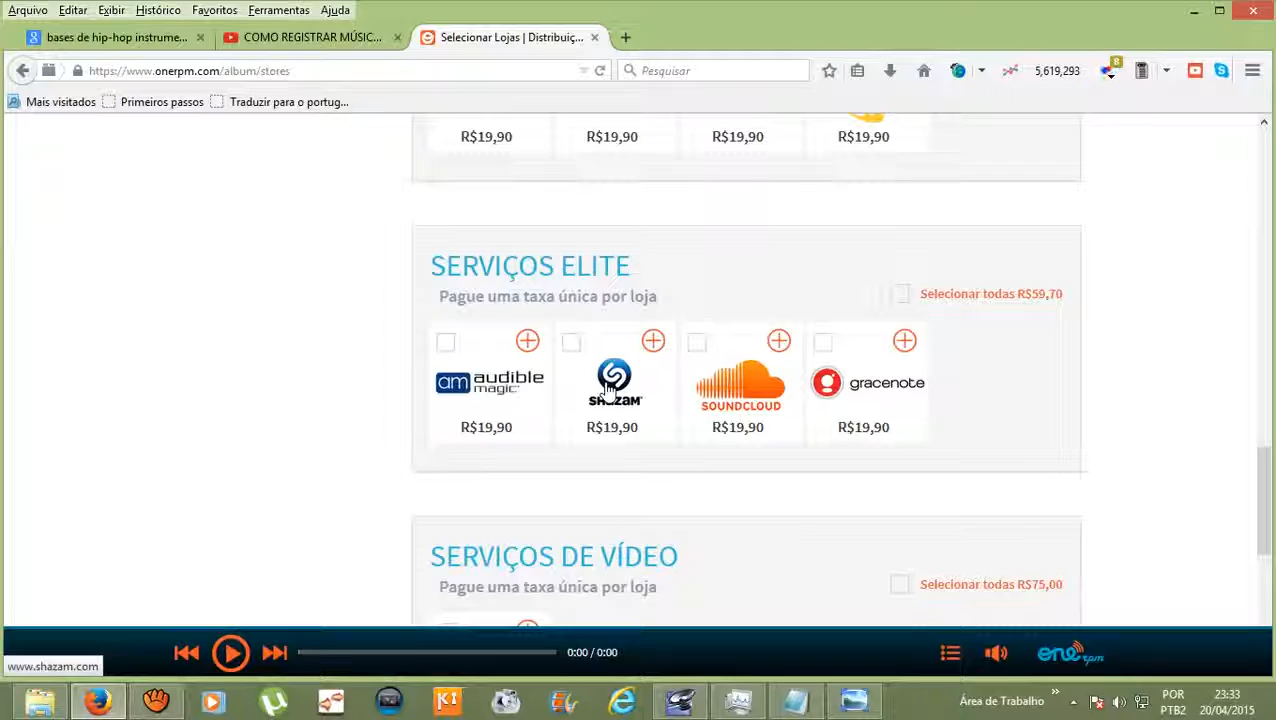 Arquivo Editar Exibir Histórico Favoritos Ferramentas Ajuda
bases de hip-hop instrume... COMO REGISTRAR MÚSIC... Selecionar Lojas | Distribuiç...
https://www.onerpm.com/album/stores Pesquisar 5,619,293 8
Mais visitados Primeiros passos Traduzir para o portug...
R$19,90 R$19,90 R$19,90 R$19,90
SERVIÇOS ELITE
Pague uma taxa única por loja Selecionar todas R$59,70
am audible magic SHAZAM SOUNDCLOUD gracenote
R$19,90 R$19,90 R$19,90 R$19,90
SERVIÇOS DE VÍDEO
Pague uma taxa única por loja Selecionar todas R$75,00
0:00 / 0:00 one rpm
www.shazam.com
K1 Área de Trabalho POR 23:33
PTB2 20/04/2015